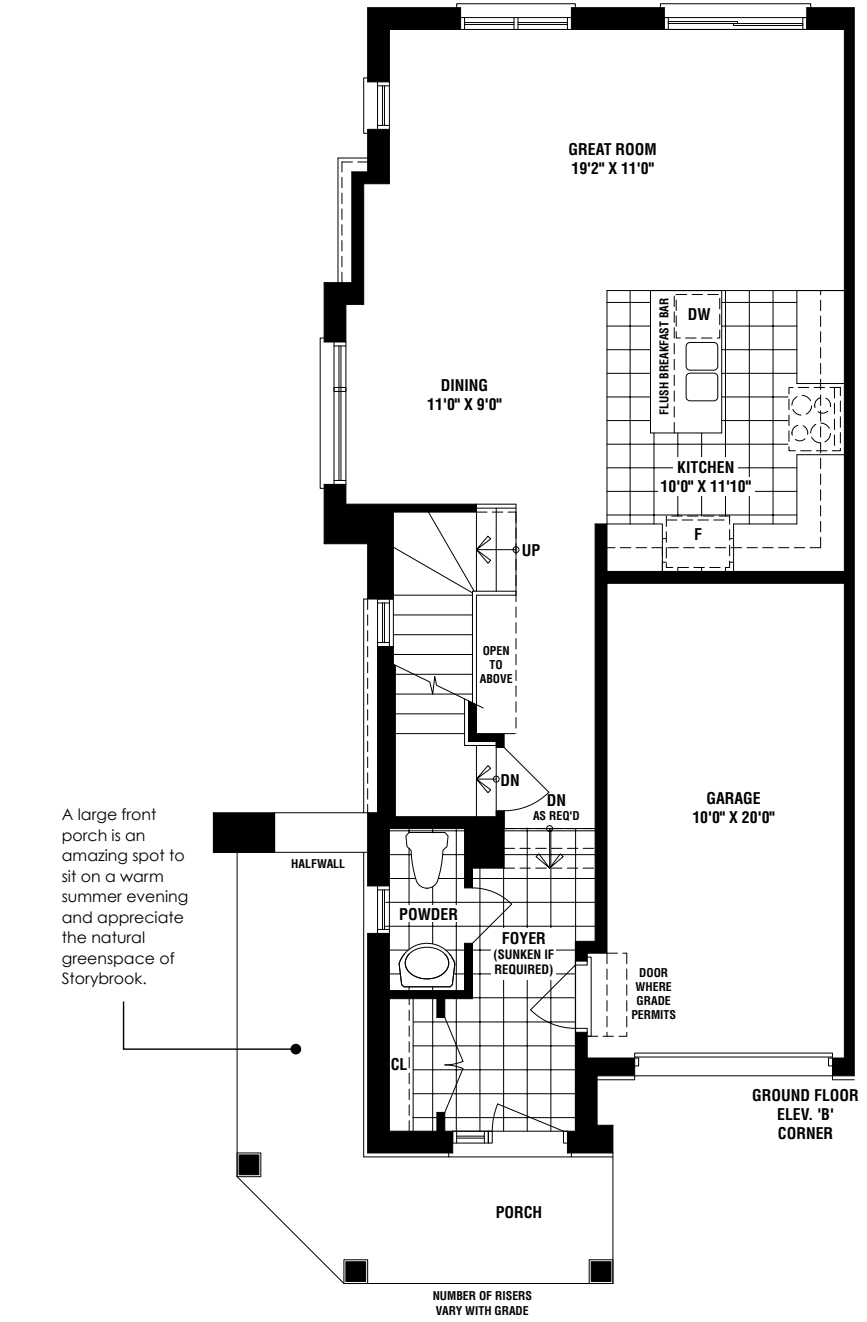 GREAT ROOM
19'2" X 11'0"
FLUSH BREAKFAST BAR
DW
DINING
11'0" X 9'0"
KITCHEN
10'0" X 11'10"
F
UP
OPEN
TO
ABOVE
DN
DN
AS REQ'D
GARAGE
10'0" X 20'0"
A large front
porch is an
amazing spot to
sit on a warm
summer evening
and appreciate
the natural
greenspace of
Storybrook.
HALFWALL
POWDER
FOYER
(SUNKEN IF
REQUIRED)
DOOR
WHERE
GRADE
PERMITS
CL
GROUND FLOOR
ELEV. 'B'
CORNER
PORCH
NUMBER OF RISERS
VARY WITH GRADE